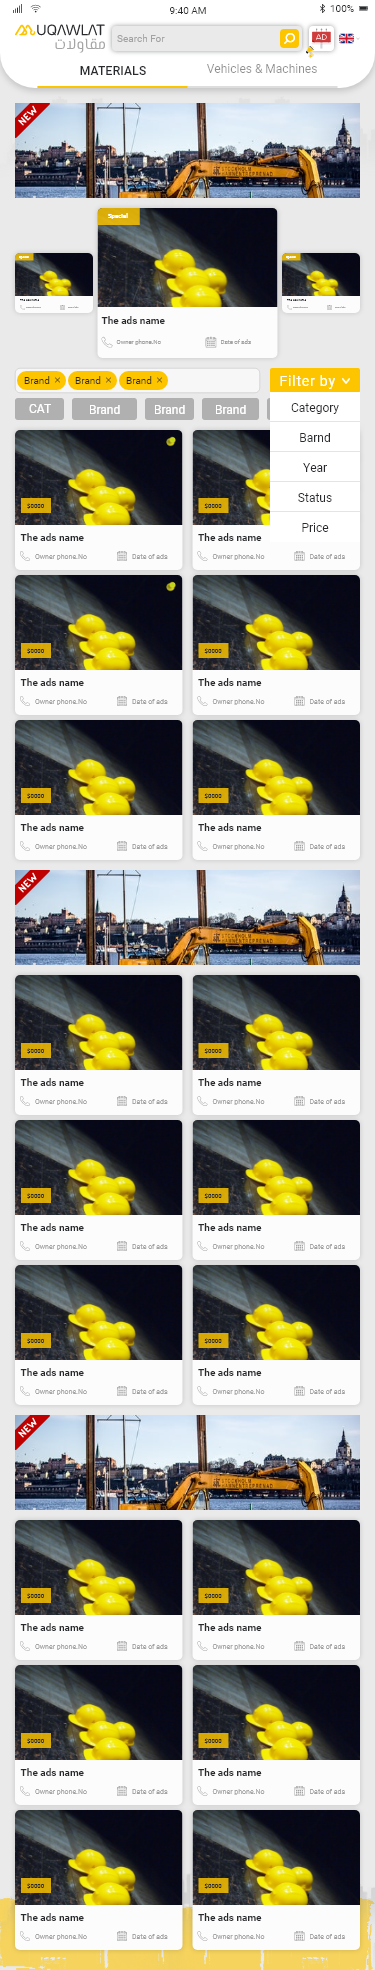 9:40 AM
100%
MUQAWLAT
مقاولات
Search For
AD
MATERIALS
Vehicles & Machines
NEW
Special
The ads name
Owner phone.No
Date of ads
Brand × Brand × Brand ×
Filter by
CAT Brand Brand Brand
Category
Barnd
Year
Status
Price
$0000 $0000
The ads name The ads name
Owner phone.No Date of ads Owner phone.No Date of ads
$0000 $0000
The ads name The ads name
Owner phone.No Date of ads Owner phone.No Date of ads
$0000 $0000
The ads name The ads name
Owner phone.No Date of ads Owner phone.No Date of ads
NEW
$0000 $0000
The ads name The ads name
Owner phone.No Date of ads Owner phone.No Date of ads
$0000 $0000
The ads name The ads name
Owner phone.No Date of ads Owner phone.No Date of ads
$0000 $0000
The ads name The ads name
Owner phone.No Date of ads Owner phone.No Date of ads
NEW
$0000 $0000
The ads name The ads name
Owner phone.No Date of ads Owner phone.No Date of ads
$0000 $0000
The ads name The ads name
Owner phone.No Date of ads Owner phone.No Date of ads
$0000 $0000
The ads name The ads name
Owner phone.No Date of ads Owner phone.No Date of ads